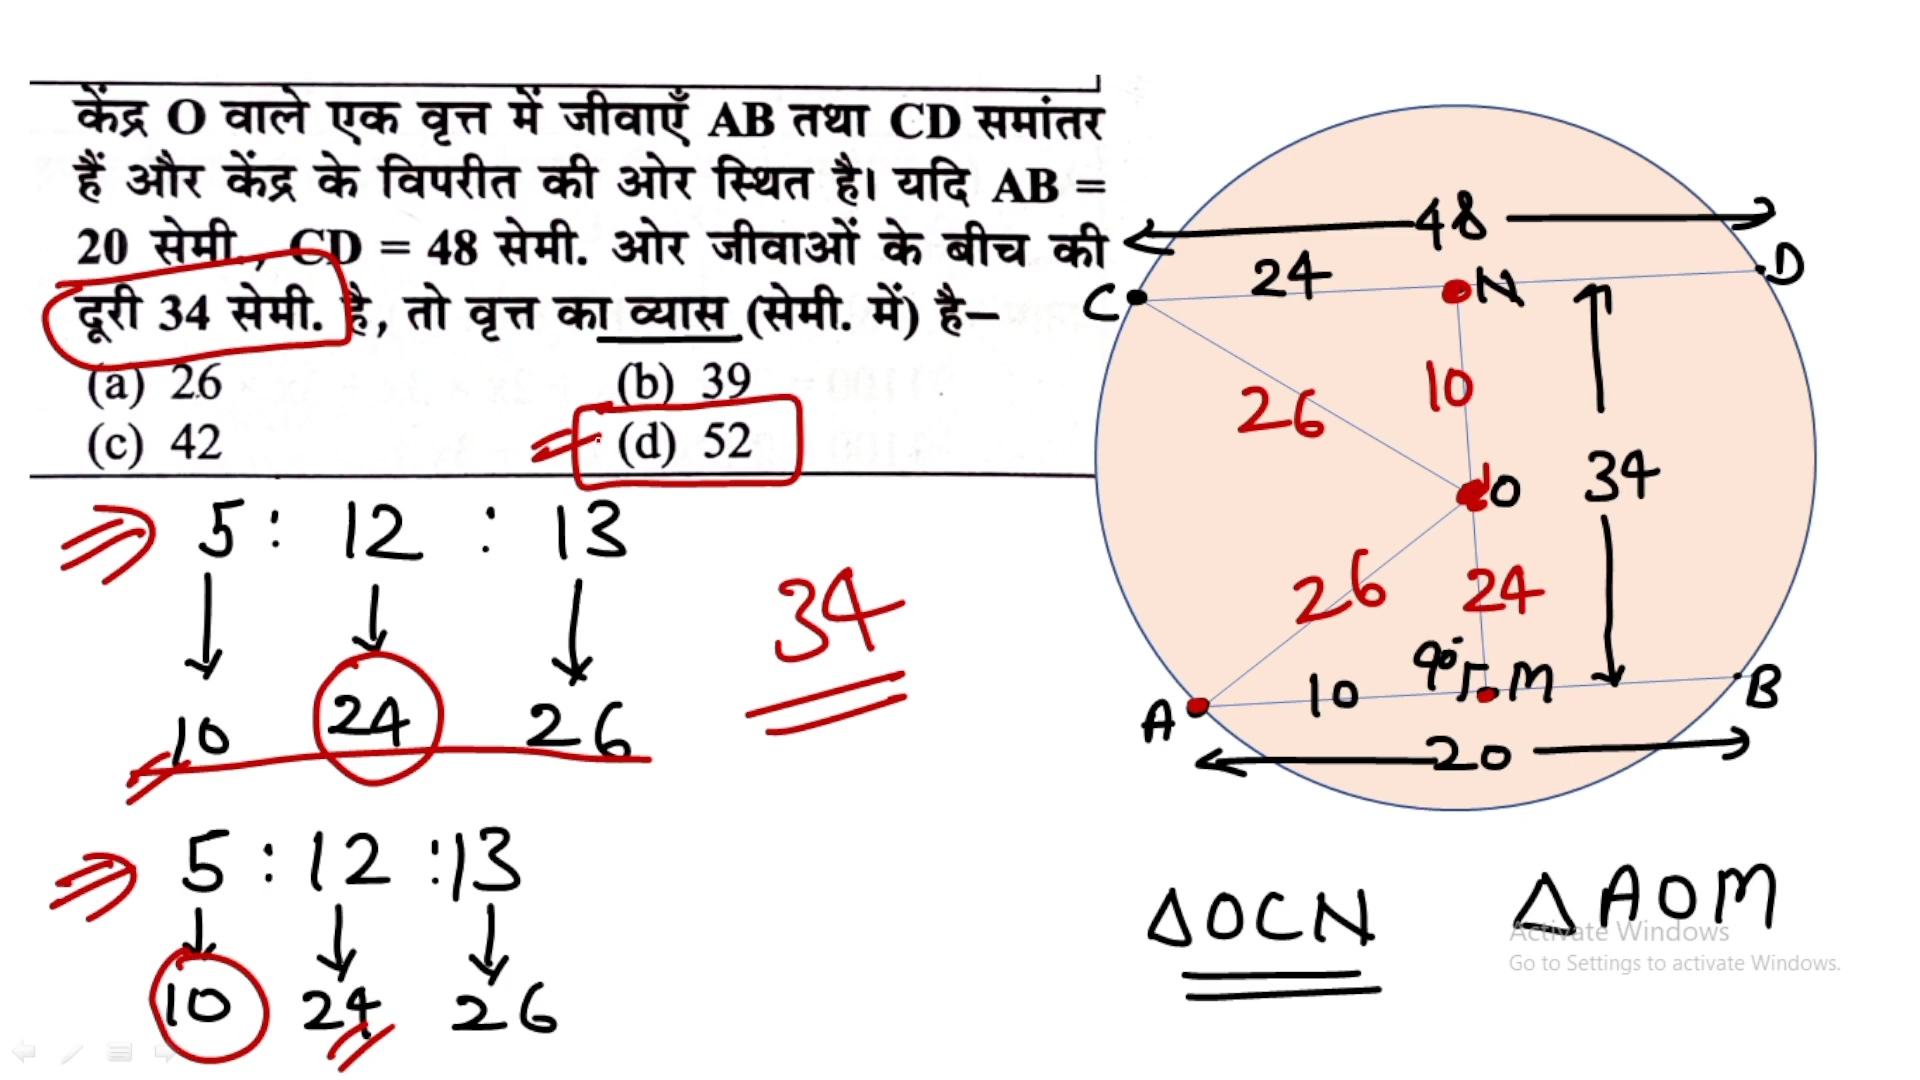 केंद्र O वाले एक वृत्त में जीवाएँ AB तथा CD समांतर
हैं और केंद्र के विपरीत की ओर स्थित है। यदि AB =
20 सेमी., CD = 48 सेमी. ओर जीवाओं के बीच की
दूरी 34 सेमी. है, तो वृत्त का व्यास (सेमी. में) है–
(a) 26 (b) 39
(c) 42 (d) 52
5 : 12 : 13
10 24 26
34
5 : 12 : 13
10 24 26
48
24
C N D
10
26
34
O
26
24
90° M
10
A B
20
△OCN △AOM
Activate Windows
Go to Settings to activate Windows.